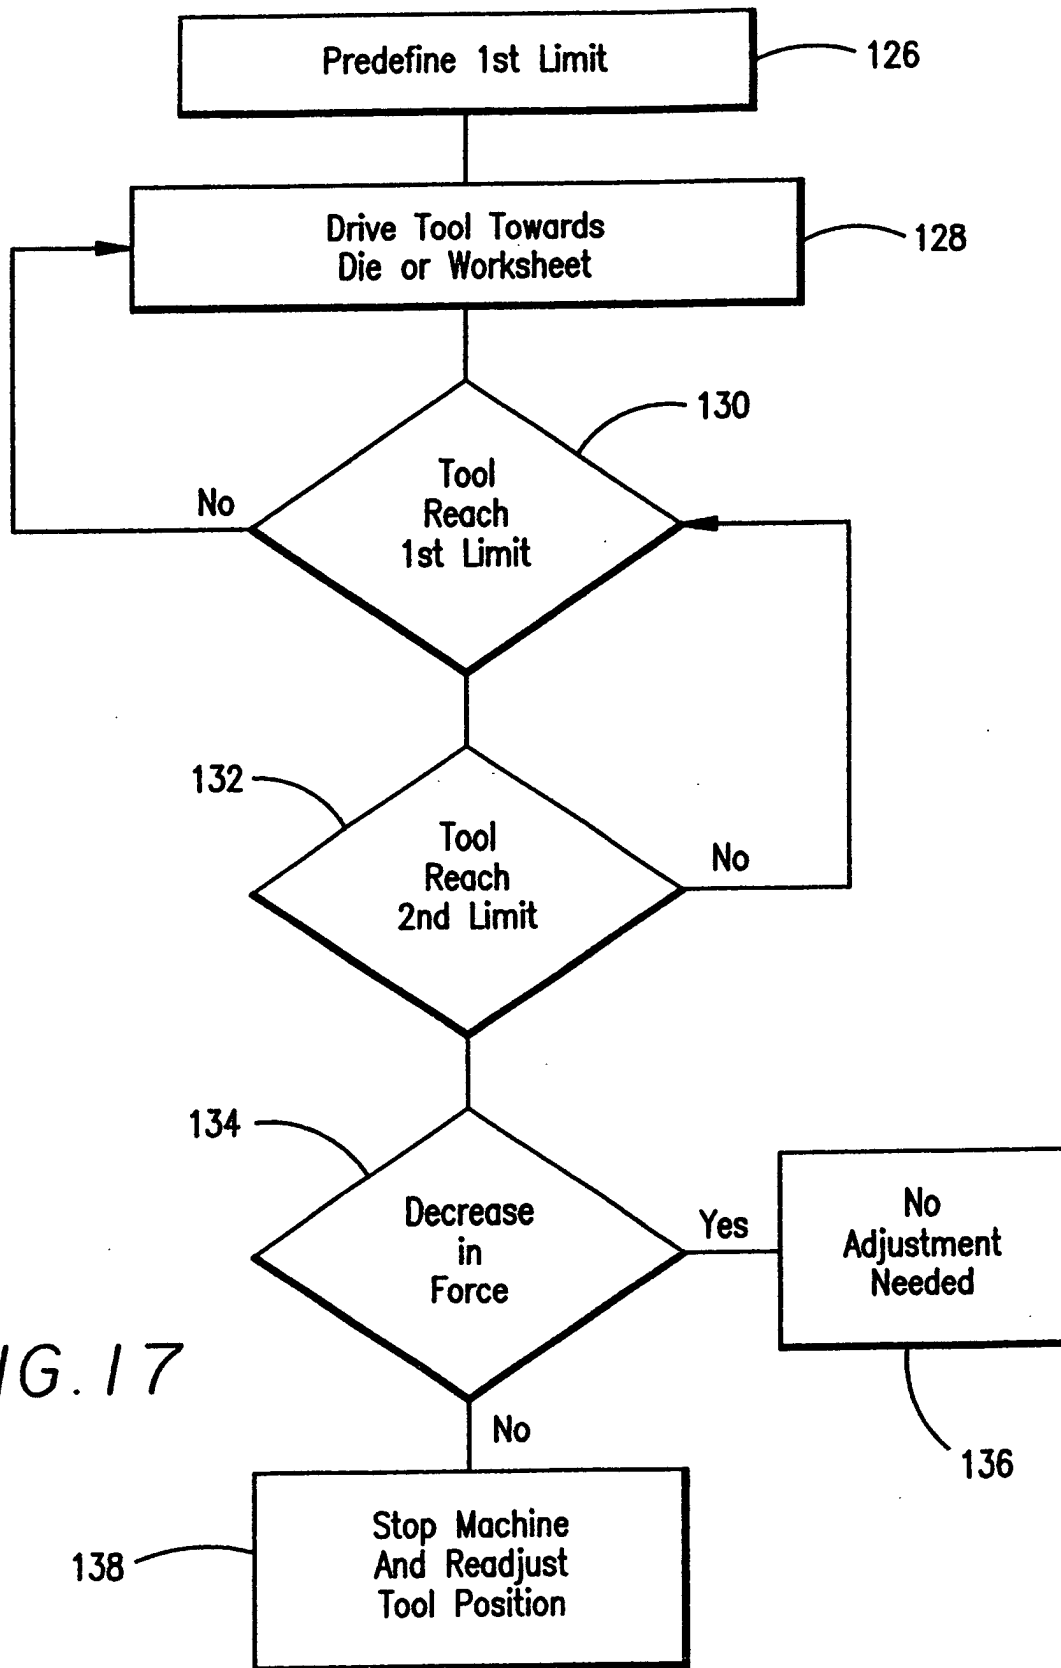 Predefine 1st Limit
126
Drive Tool Towards
Die or Worksheet
128
130
Tool
Reach
1st Limit
No
132
Tool
Reach
2nd Limit
No
134
Decrease
in
Force
Yes
No
Adjustment
Needed
136
IG.17
No
Stop Machine
And Readjust
Tool Position
138